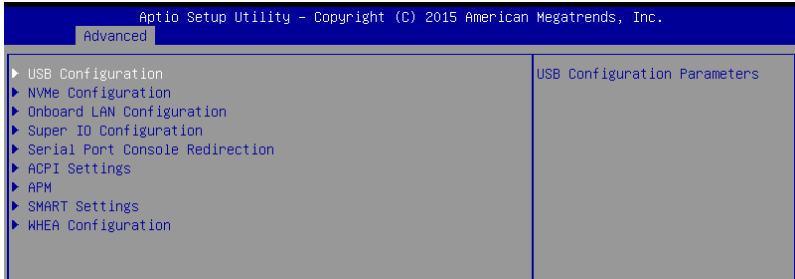 Aptio Setup Utility – Copyright (C) 2015 American Megatrends, Inc.
Advanced
USB Configuration
NVMe Configuration
Onboard LAN Configuration
Super IO Configuration
Serial Port Console Redirection
ACPI Settings
APM
SMART Settings
WHEA Configuration
USB Configuration Parameters